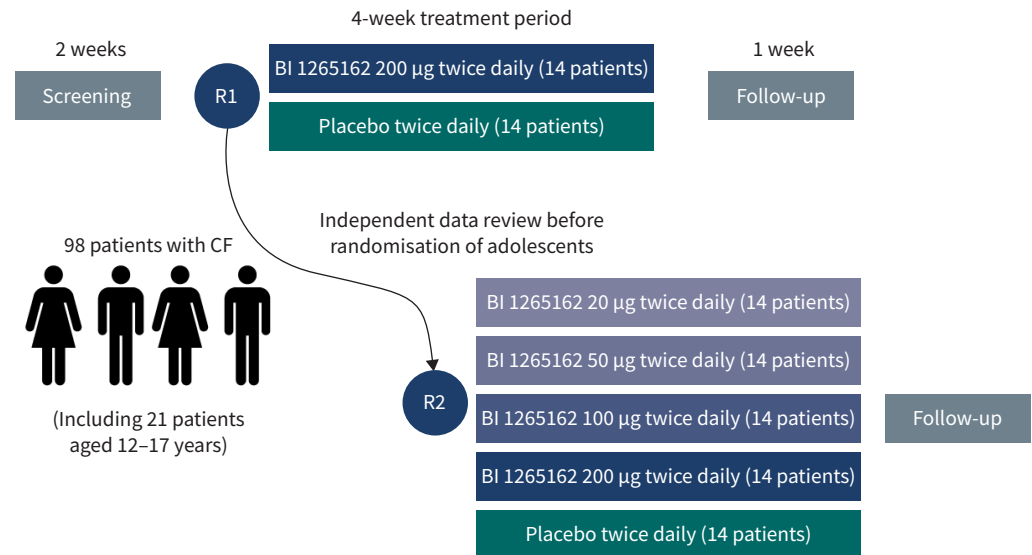 4-week treatment period
2 weeks
1 week
Screening
R1
BI 1265162 200 µg twice daily (14 patients)
Placebo twice daily (14 patients)
Follow-up
Independent data review before
randomisation of adolescents
98 patients with CF
(Including 21 patients
aged 12–17 years)
R2
BI 1265162 20 µg twice daily (14 patients)
BI 1265162 50 µg twice daily (14 patients)
BI 1265162 100 µg twice daily (14 patients)
BI 1265162 200 µg twice daily (14 patients)
Placebo twice daily (14 patients)
Follow-up